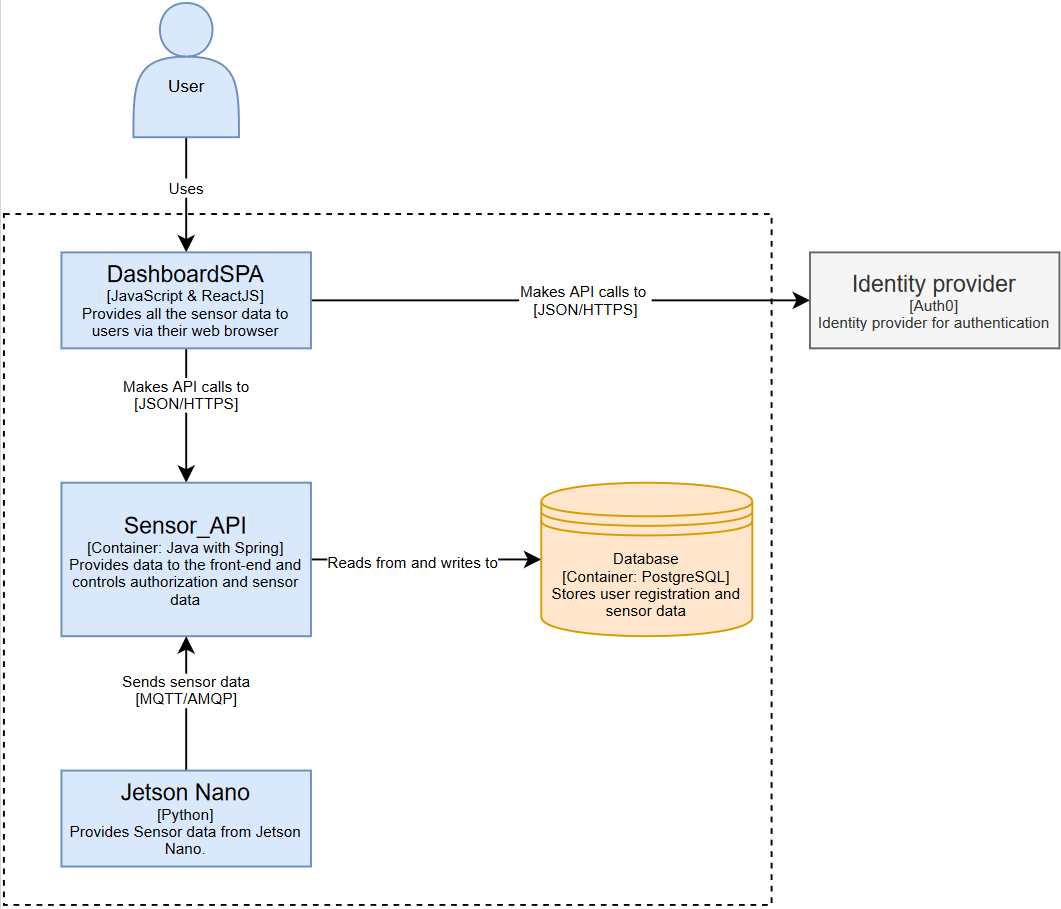 User
Uses
DashboardSPA
[JavaScript & ReactJS]
Provides all the sensor data to
users via their web browser
Makes API calls to
[JSON/HTTPS]
Identity provider
[Auth0]
Identity provider for authentication
Makes API calls to
[JSON/HTTPS]
Sensor_API
[Container: Java with Spring]
Provides data to the front-end and
controls authorization and sensor
data
Reads from and writes to
Database
[Container: PostgreSQL]
Stores user registration and
sensor data
Sends sensor data
[MQTT/AMQP]
Jetson Nano
[Python]
Provides Sensor data from Jetson
Nano.